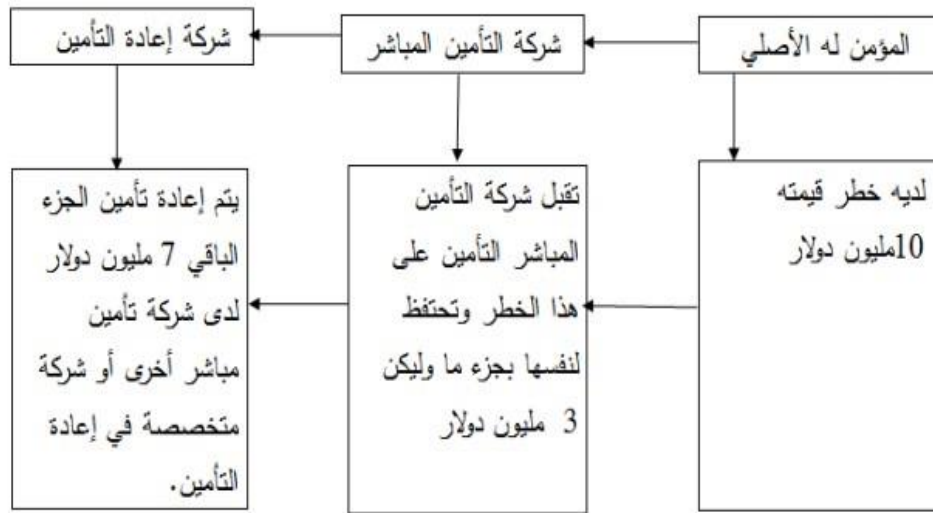 المؤمن له الأصلي
شركة التأمين المباشر
شركة إعادة التأمين
لديه خطر قيمته
10مليون دولار
تقبل شركة التأمين
المباشر التأمين على
هذا الخطر وتحتفظ
لنفسها بجزء ما وليكن
3 مليون دولار
يتم إعادة تأمين الجزء
الباقي 7 مليون دولار
لدى شركة تأمين
مباشر أخرى أو شركة
متخصصة في إعادة
التأمين.